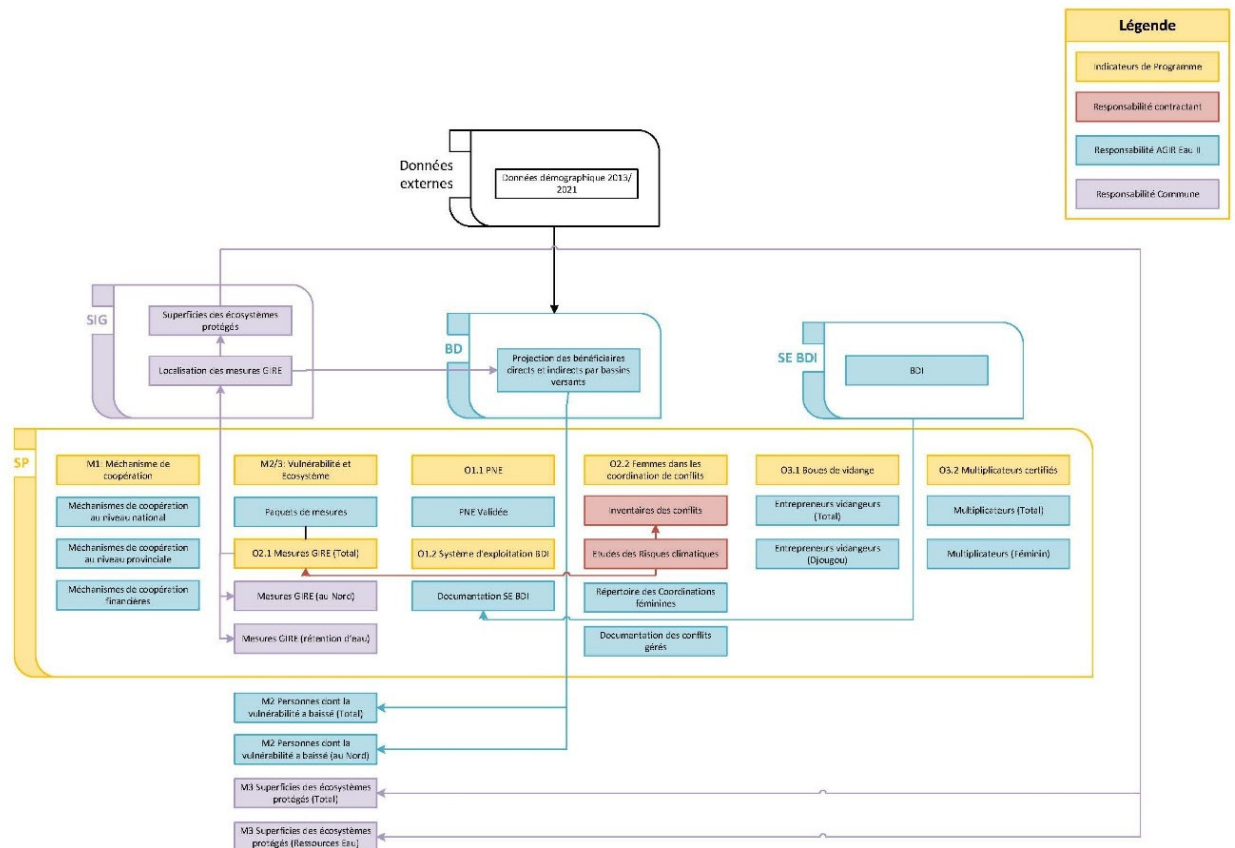 Légende
Indicateurs de Programme
Responsabilité contractant
Responsabilité AGIR Eau II
Responsabilité Commune
Données
externes
Données démographique 2013/
2021
SIG
Superficies des écosystèmes
protégés
Localisation des mesures GIRE
BD
Projection des bénéficiaires
directs et indirects par bassins
versants
SE BDI
BDI
SP
M1: Méchanisme de
coopération
M2/3: Vulnérabilité et
Ecosystème
O1.1 PNE
O2.2 Femmes dans les
coordination de conflits
O3.1 Boues de vidange
O3.2 Multiplicateurs certifiés
Méchanismes de coopération
au niveau national
Paquets de mesures
PNE Validée
Inventaires des conflits
Entrepreneurs vidangeurs
(Total)
Multiplicateurs (Total)
Méchanismes de coopération
au niveau provinciale
O2.1 Mesures GIRE (Total)
O1.2 Système d'exploitation BDI
Etudes des Risques climatiques
Entrepreneurs vidangeurs
(Djougou)
Multiplicateurs (Féminin)
Méchanismes de coopération
financières
Mesures GIRE (au Nord)
Documentation SE BDI
Répertoire des Coordinations
féminines
Mesures GIRE (rétention d'eau)
Documentation des conflits
gérés
M2 Personnes dont la
vulnérabilité a baissé (Total)
M2 Personnes dont la
vulnérabilité a baissé (au Nord)
M3 Superficies des écosystèmes
protégés (Total)
M3 Superficies des écosystèmes
protégés (Ressources Eau)